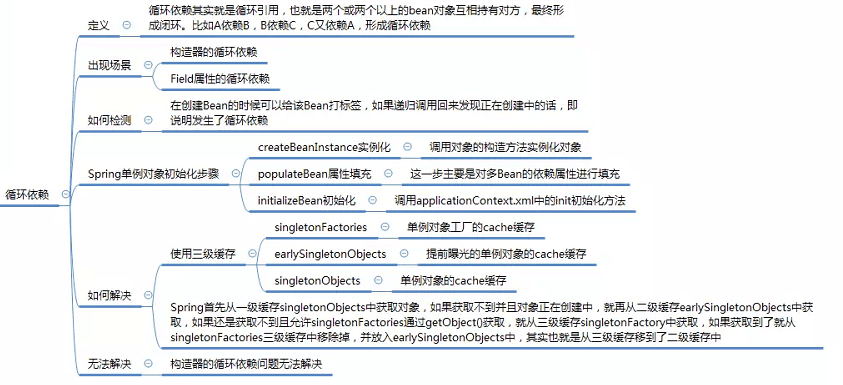 循环依赖
定义
循环依赖其实就是循环引用，也就是两个或两个以上的bean对象互相持有对方，最终形
成闭环。比如A依赖B，B依赖C，C又依赖A，形成循环依赖
出现场景
构造器的循环依赖
Field属性的循环依赖
如何检测
在创建Bean的时候可以给该Bean打标签，如果递归调用回来发现正在创建中的话，即
说明发生了循环依赖
Spring单例对象初始化步骤
createBeanInstance实例化
调用对象的构造方法实例化对象
populateBean属性填充
这一步主要是对多Bean的依赖属性进行填充
initializeBean初始化
调用applicationContext.xml中的init初始化方法
如何解决
使用三级缓存
singletonFactories
单例对象工厂的cache缓存
earlySingletonObjects
提前曝光的单例对象的cache缓存
singletonObjects
单例对象的cache缓存
Spring首先从一级缓存singletonObjects中获取对象，如果获取不到并且对象正在创建中，就再从二级缓存earlySingletonObjects中获
取，如果还是获取不到且允许singletonFactories通过getObject()获取，就从三级缓存singletonFactory中获取，如果获取到了就从
singletonFactories三级缓存中移除掉，并放入earlySingletonObjects中，其实也就是从三级缓存移到了二级缓存中
无法解决
构造器的循环依赖问题无法解决